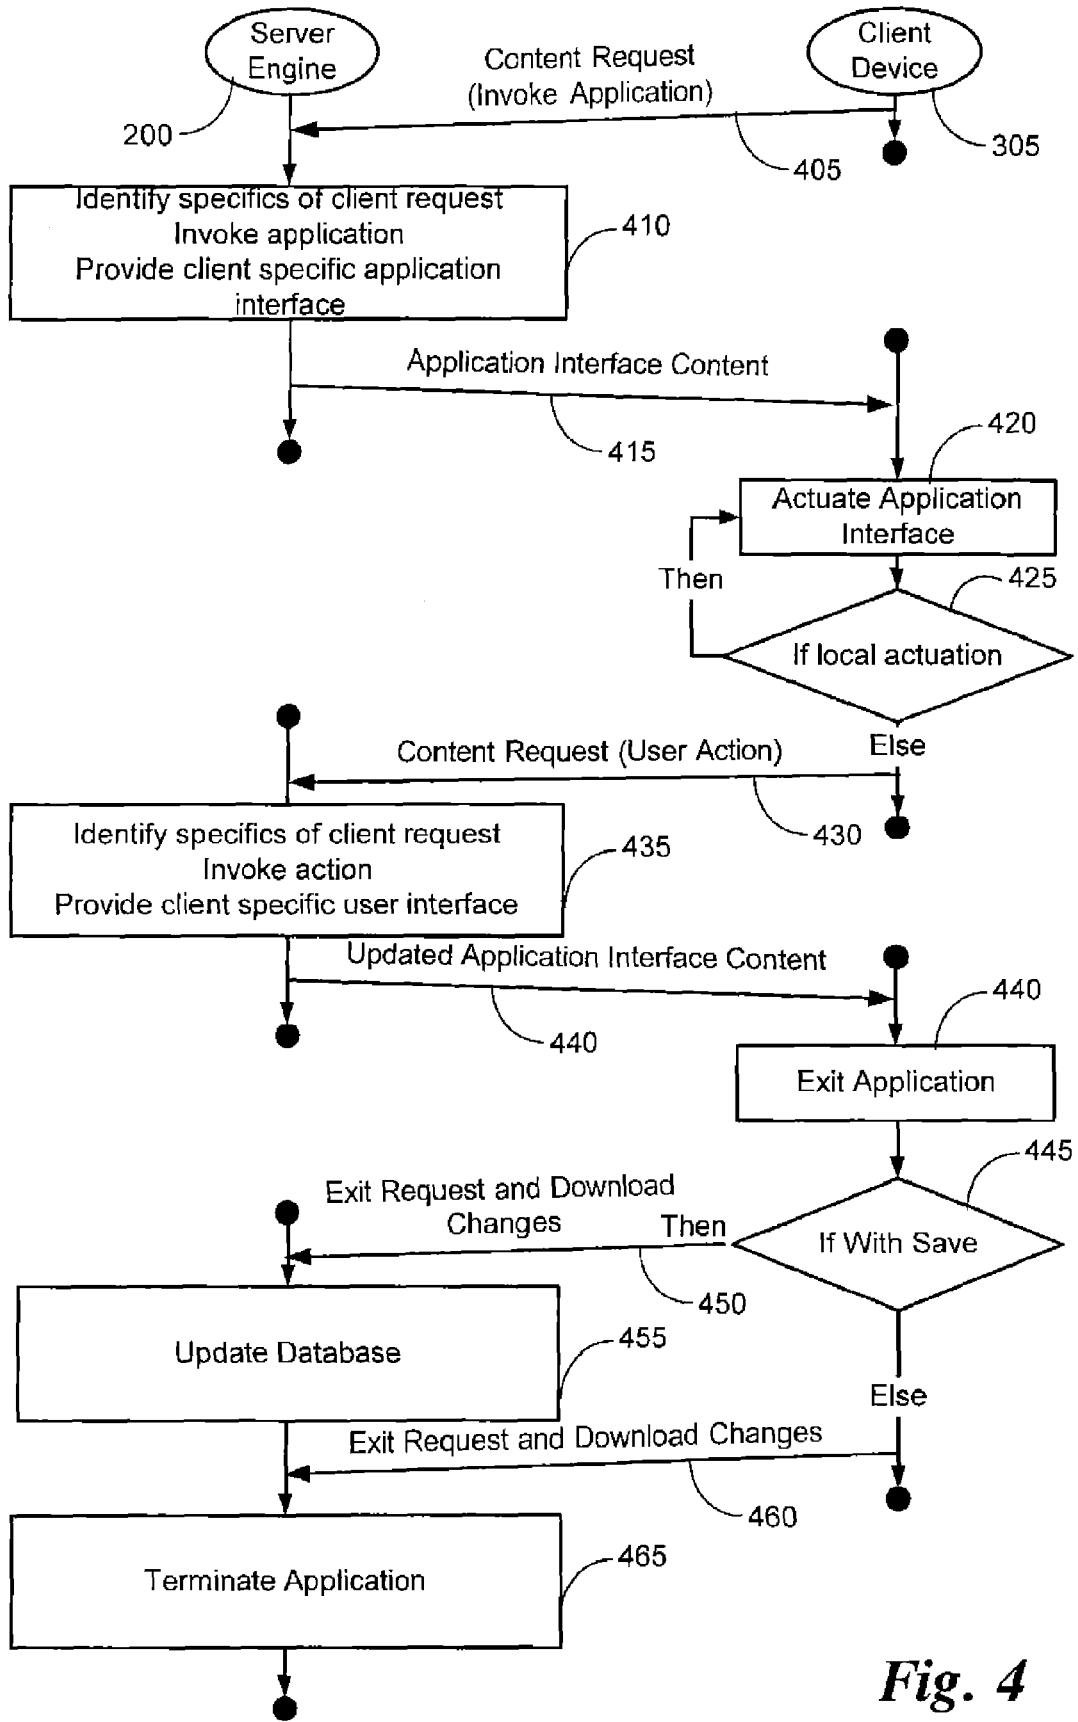 Server
Engine
Client
Device
Content Request
(Invoke Application)
200
405
305
Identify specifics of client request
Invoke application
Provide client specific application
interface
410
Application Interface Content
415
420
Actuate Application
Interface
Then
425
If local actuation
Else
Content Request (User Action)
430
Identify specifics of client request
Invoke action
Provide client specific user interface
435
Updated Application Interface Content
440
440
Exit Application
445
Exit Request and Download
Changes
Then
If With Save
450
Update Database
455
Else
Exit Request and Download Changes
460
Terminate Application
465
Fig. 4